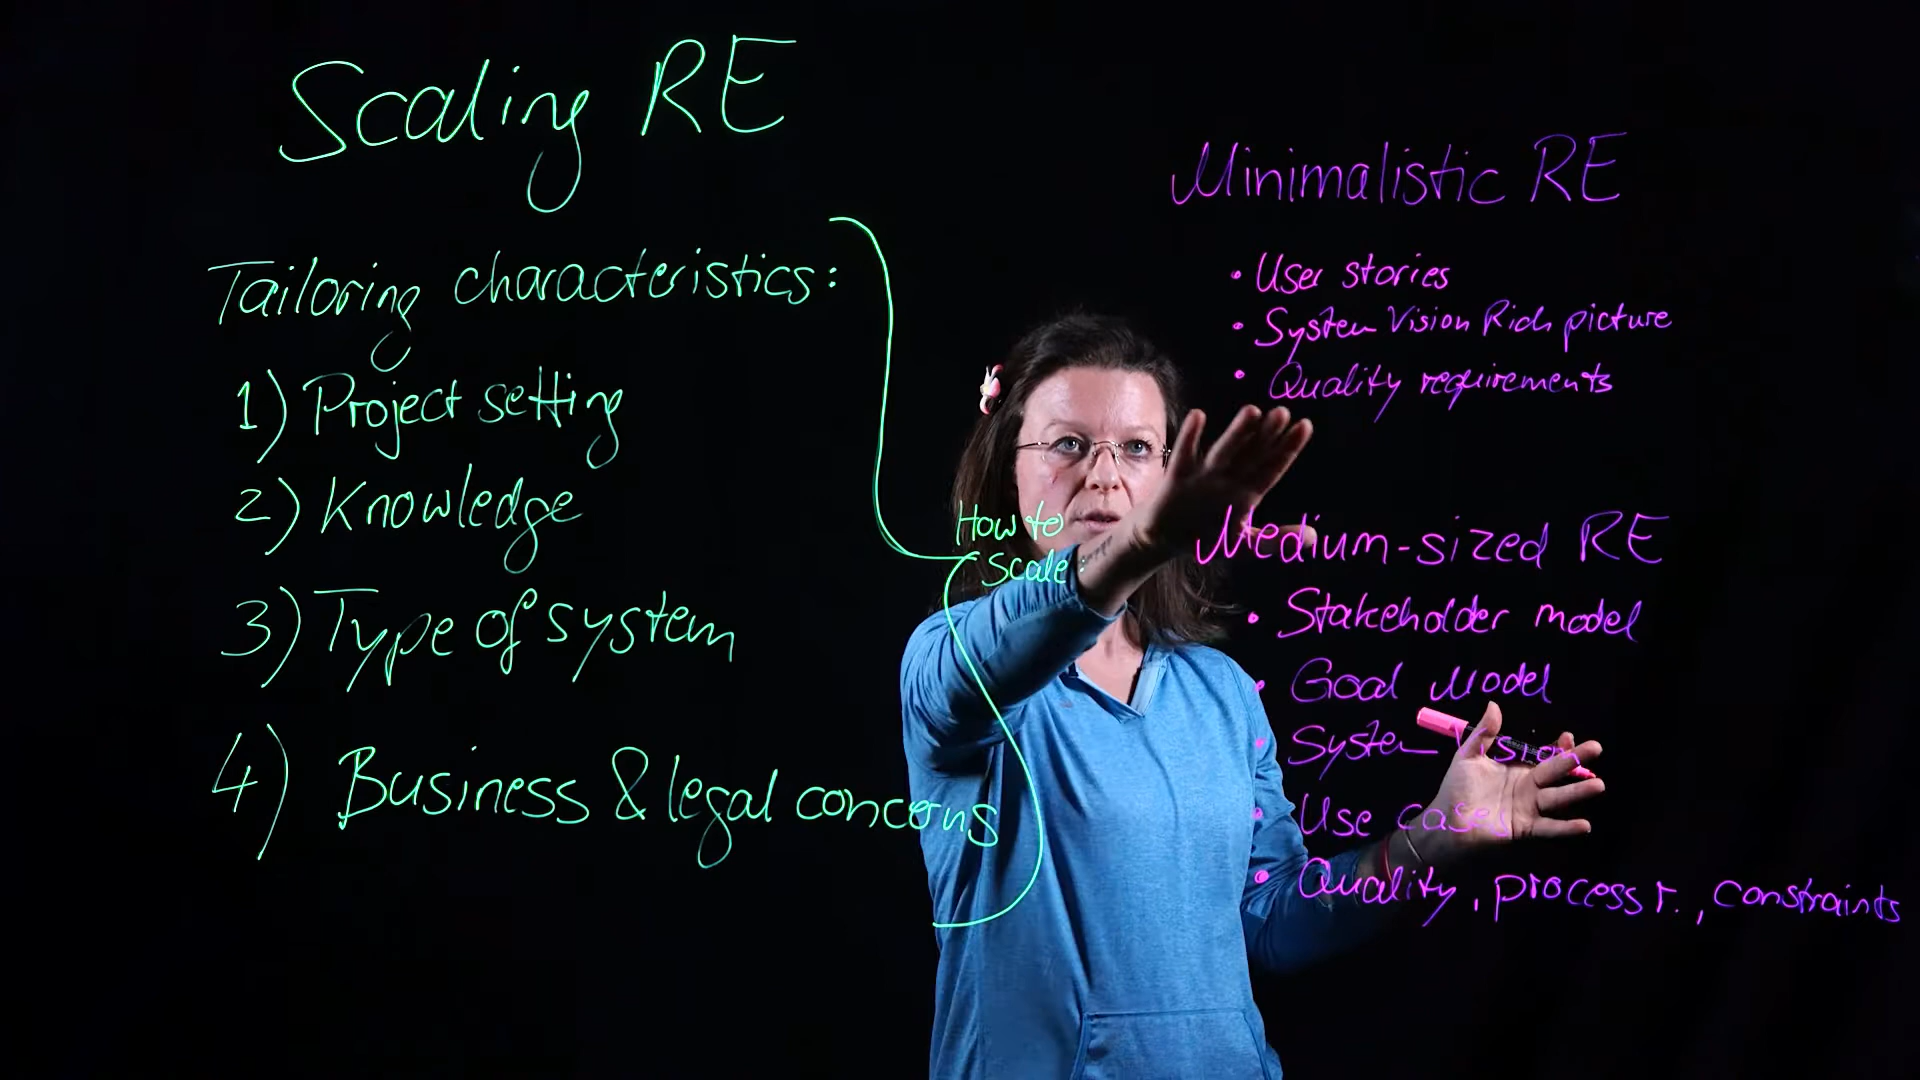 Scaling RE
Tailoring characteristics:
1) Project setting
2) Knowledge
3) Type of system
4) Business & legal concerns
How to
Scale:
Minimalistic RE
• User stories
• System Vision Rich picture
• Quality requirements
Medium-sized RE
• Stakeholder model
• Goal Model
• System Vision
• Use cases
• Quality, process r., constraints